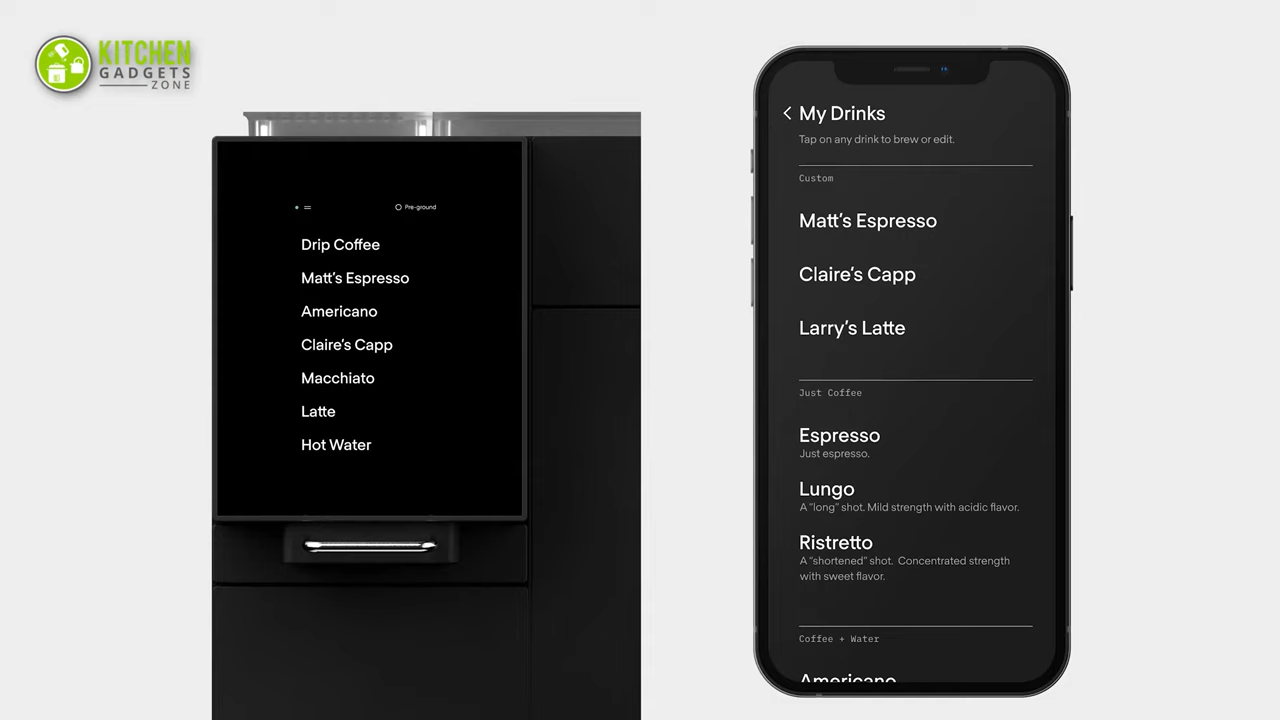 KITCHEN
GADGETS
ZONE
Pre-ground
Drip Coffee
Matt's Espresso
Americano
Claire's Capp
Macchiato
Latte
Hot Water
My Drinks
Tap on any drink to brew or edit.
Custom
Matt's Espresso
Claire's Capp
Larry's Latte
Just Coffee
Espresso
Just espresso.
Lungo
A "long" shot. Mild strength with acidic flavor.
Ristretto
A "shortened" shot. Concentrated strength
with sweet flavor.
Coffee + Water
Americano